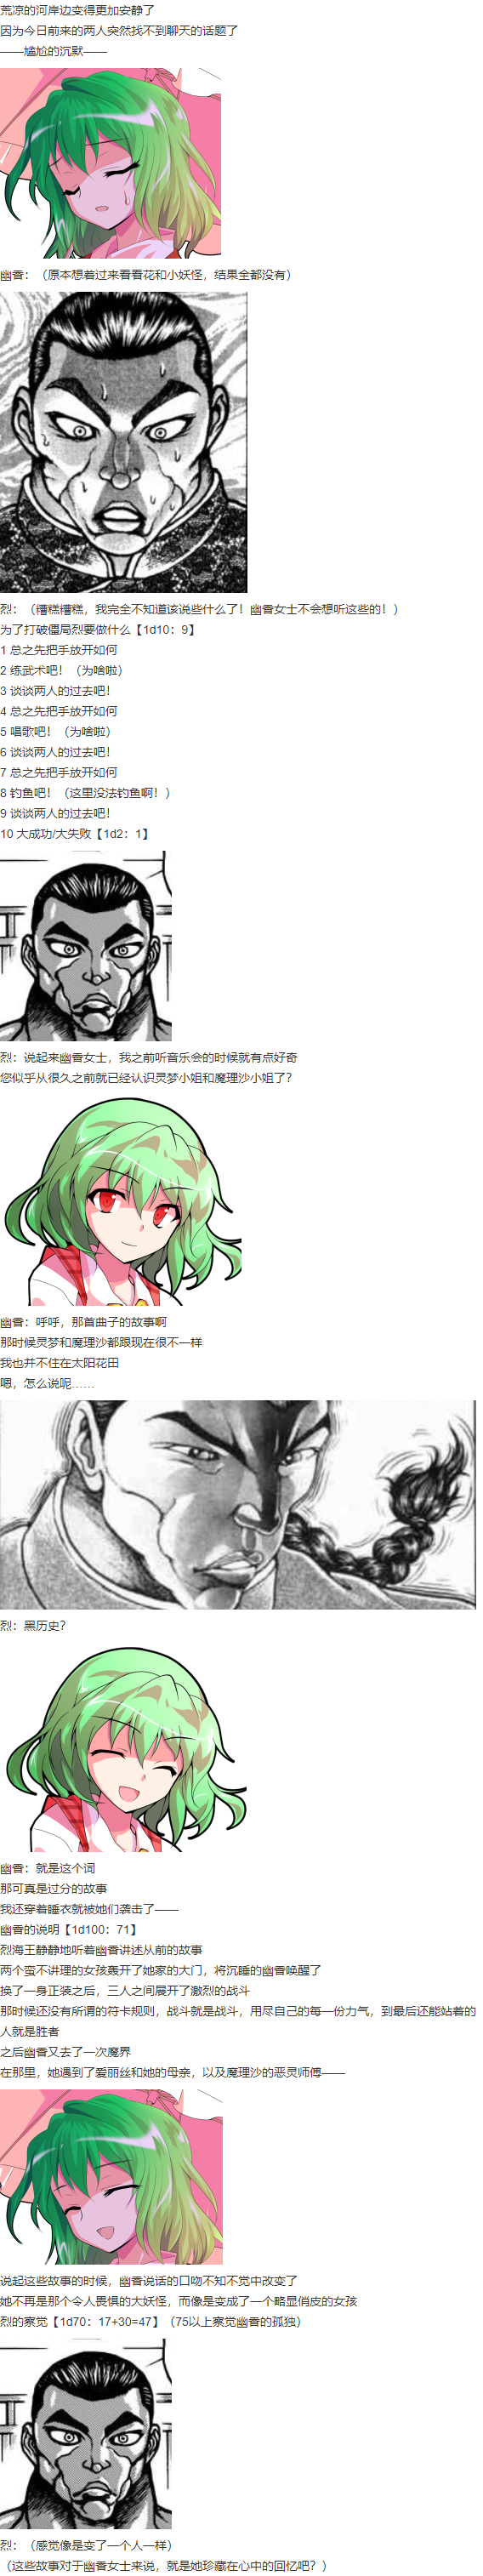 荒凉的河岸边变得更加安静了
因为今日前来的两人突然找不到聊天的话题了
——尴尬的沉默——
幽香：（原本想着过来看看花和小妖怪，结果全都没有）
烈：（糟糕糟糕，我完全不知道该说些什么了！幽香女士不会想听这些的！）
为了打破僵局烈要做什么【1d10：9】
1 总之先把手放开如何
2 练武术吧！（为啥啦）
3 谈谈两人的过去吧！
4 总之先把手放开如何
5 唱歌吧！（为啥啦）
6 谈谈两人的过去吧！
7 总之先把手放开如何
8 钓鱼吧！（这里没法钓鱼啊！）
9 谈谈两人的过去吧！
10 大成功/大失败【1d2：1】
烈：说起来幽香女士，我之前听音乐会的时候就有点好奇
您似乎从很久之前就已经认识灵梦小姐和魔理沙小姐了？
幽香：呼呼，那首曲子的故事啊
那时候灵梦和魔理沙都跟现在很不一样
我也并不住在太阳花田
嗯，怎么说呢……
烈：黑历史？
幽香：就是这个词
那可真是过分的故事
我还穿着睡衣就被她们袭击了——
幽香的说明【1d100：71】
烈海王静静地听着幽香讲述从前的故事
两个蛮不讲理的女孩轰开了她家的大门，将沉睡的幽香唤醒了
换了一身正装之后，三人之间展开了激烈的战斗
那时候还没有所谓的符卡规则，战斗就是战斗，用尽自己的每一份力气，到最后还能站着的
人就是胜者
之后幽香又去了一次魔界
在那里，她遇到了爱丽丝和她的母亲，以及魔理沙的恶灵师傅——
说起这些故事的时候，幽香说话的口吻不知不觉中改变了
她不再是那个令人畏惧的大妖怪，而像是变成了一个略显俏皮的女孩
烈的察觉【1d70：17+30=47】（75以上察觉幽香的孤独）
烈：（感觉像是变了一个人一样）
（这些故事对于幽香女士来说，就是她珍藏在心中的回忆吧？）